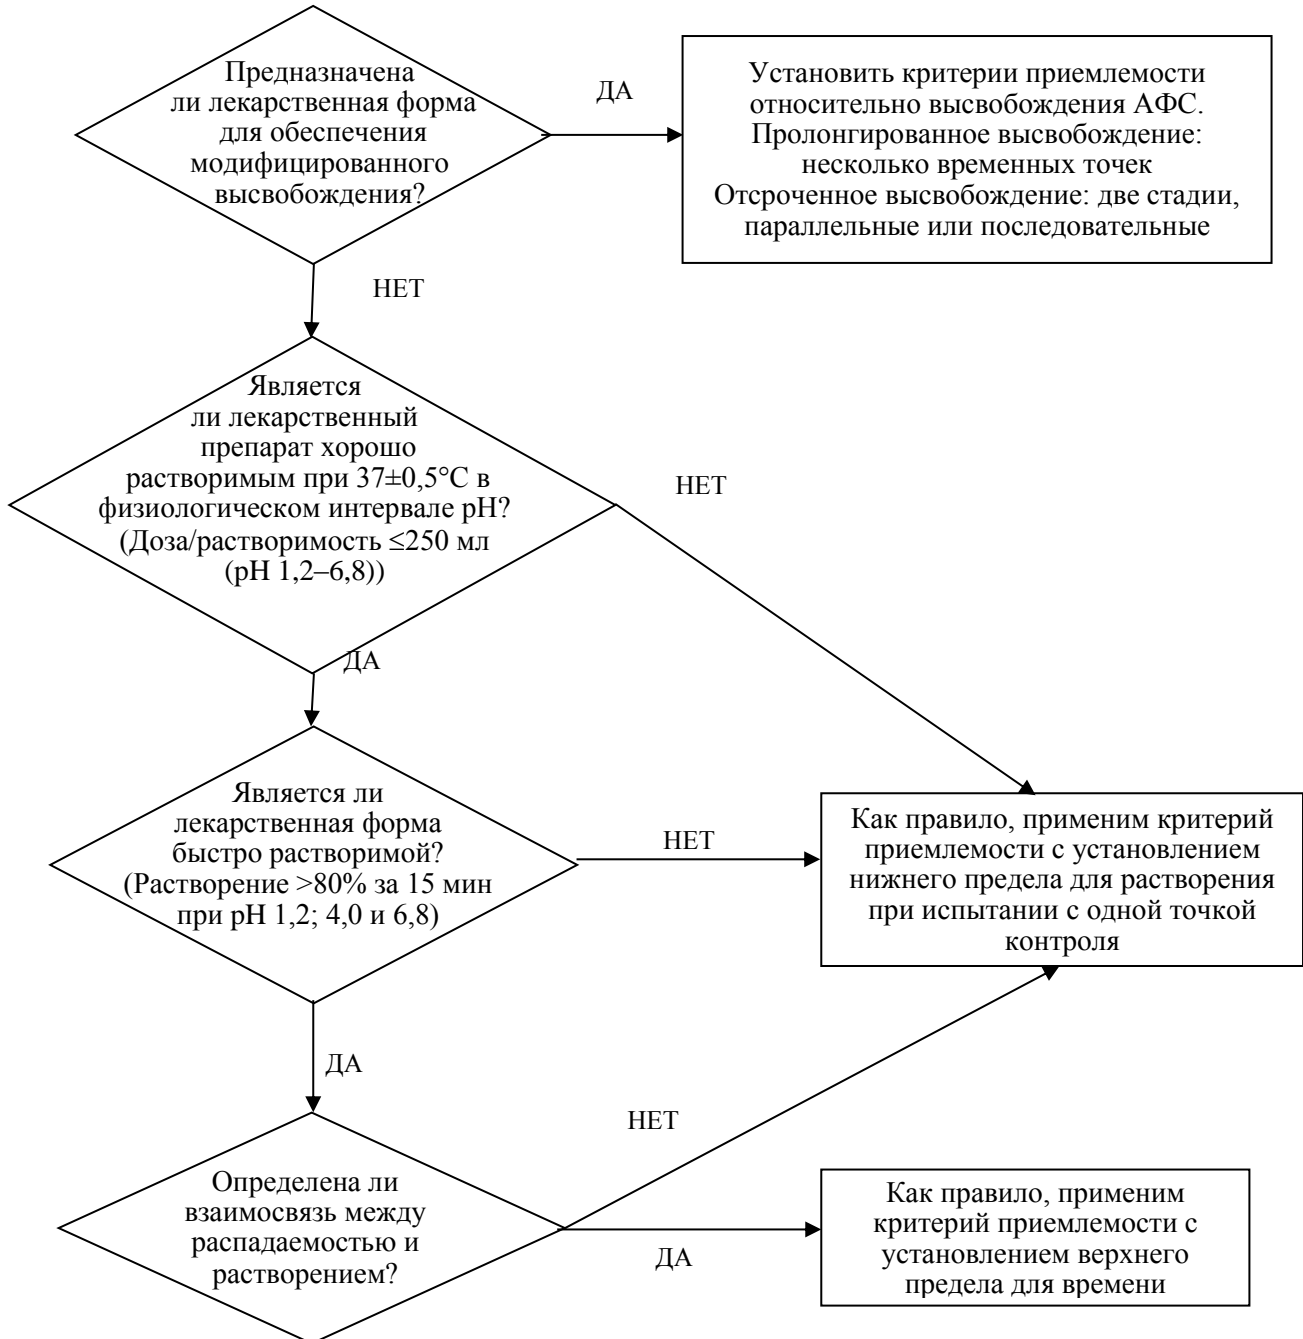 Предназначена
ли лекарственная форма
для обеспечения
модифицированного
высвобождения?
ДА
Установить критерии приемлемости
относительно высвобождения АФС.
Пролонгированное высвобождение:
несколько временных точек
Отсроченное высвобождение: две стадии,
параллельные или последовательные
НЕТ
Является
ли лекарственный
препарат хорошо
растворимым при 37±0,5°С в
физиологическом интервале рН?
(Доза/растворимость ≤250 мл
(рН 1,2–6,8))
НЕТ
ДА
Является ли
лекарственная форма
быстро растворимой?
(Растворение >80% за 15 мин
при рН 1,2; 4,0 и 6,8)
НЕТ
Как правило, применим критерий
приемлемости с установлением
нижнего предела для растворения
при испытании с одной точкой
контроля
ДА
НЕТ
Определена ли
взаимосвязь между
распадаемостью и
растворением?
ДА
Как правило, применим
критерий приемлемости с
установлением верхнего
предела для времени